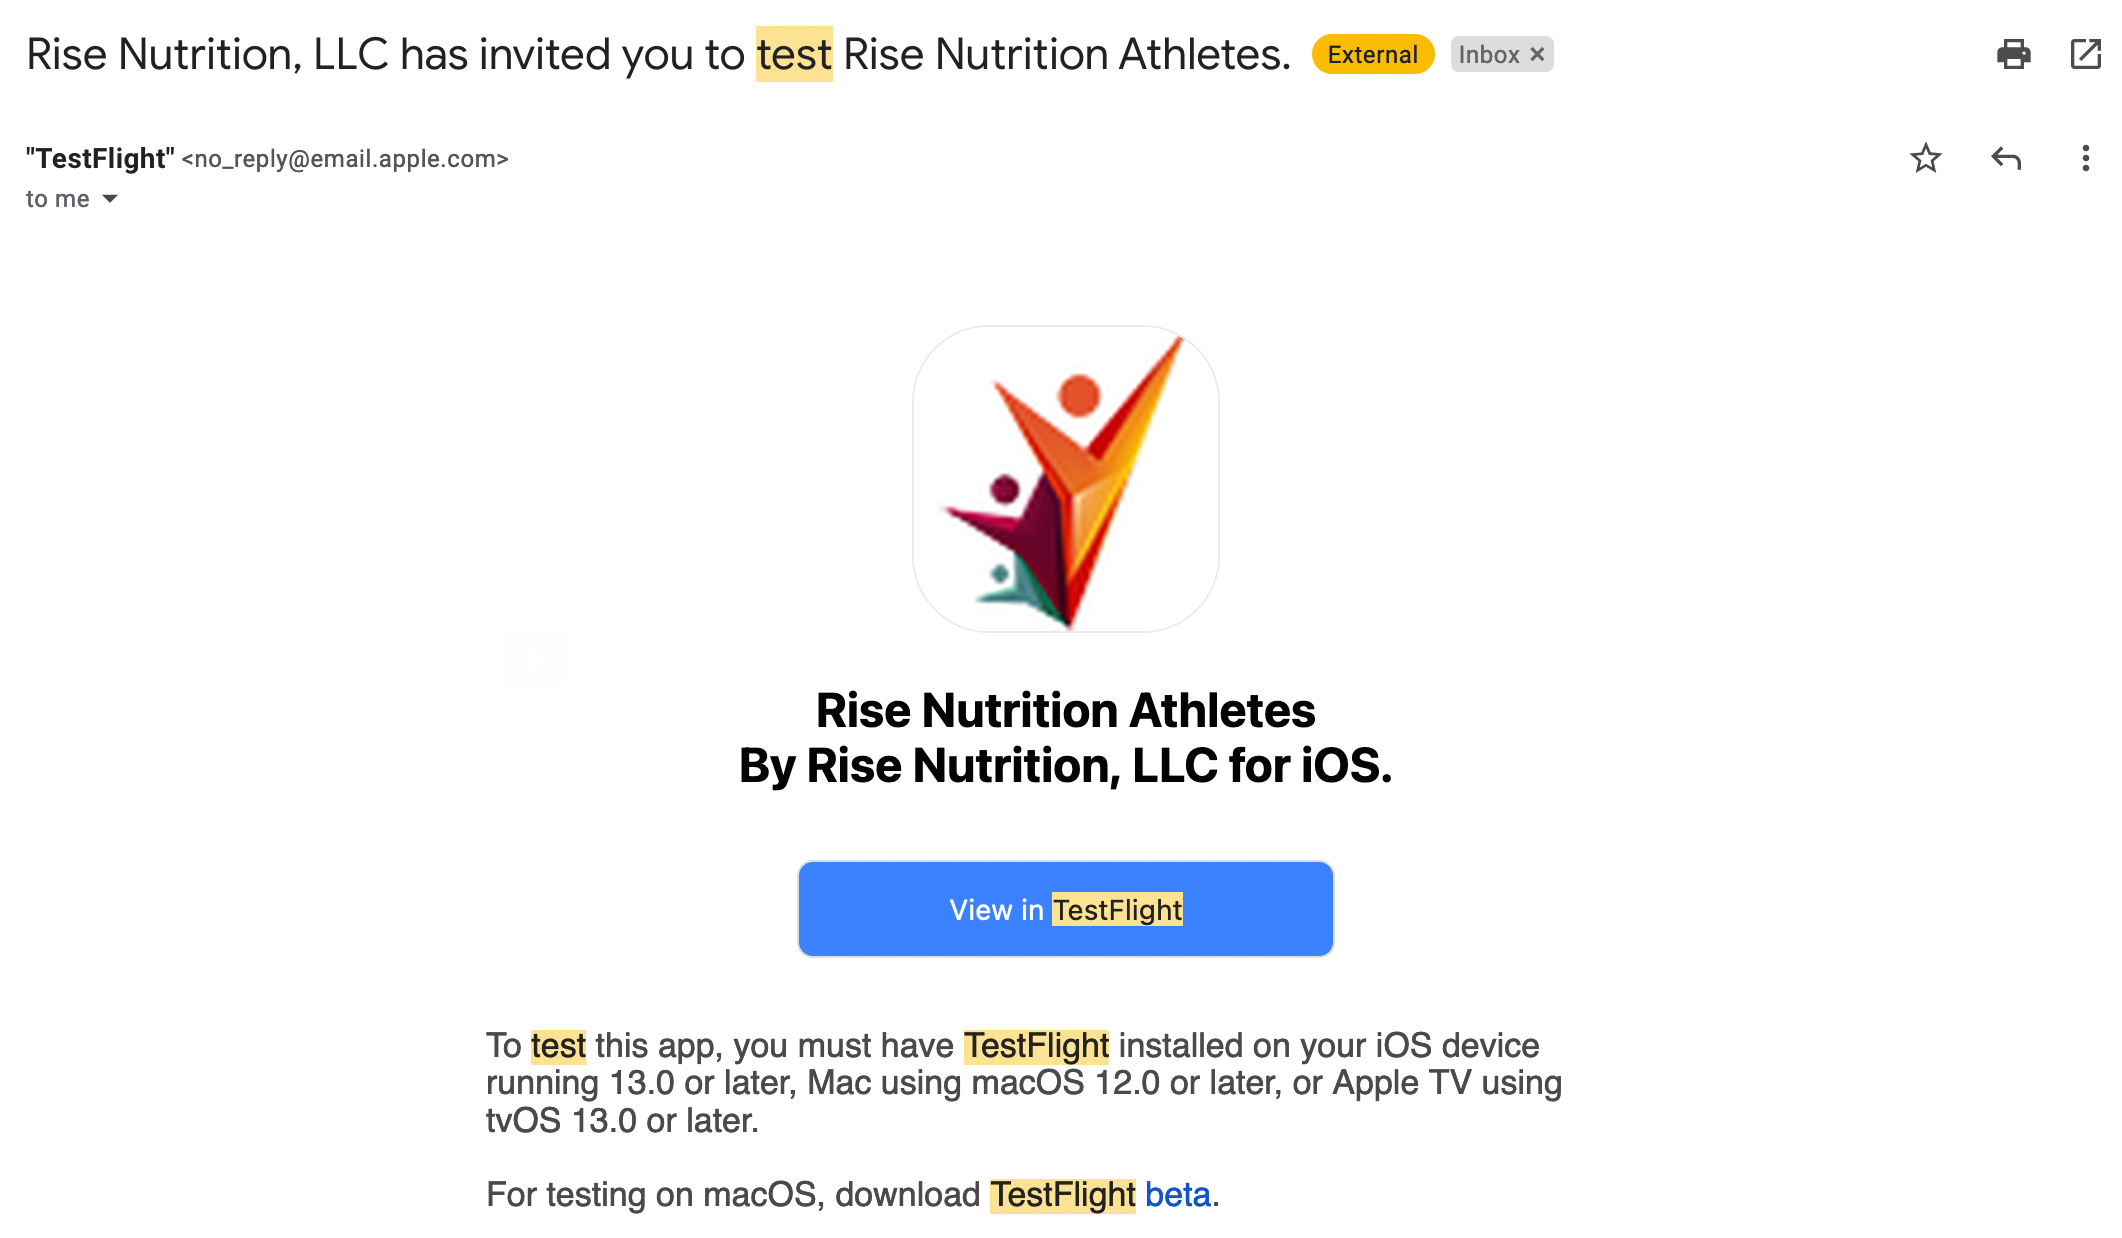 Rise Nutrition, LLC has invited you to test Rise Nutrition Athletes. External Inbox ×
"TestFlight" <no_reply@email.apple.com>
to me
Rise Nutrition Athletes
By Rise Nutrition, LLC for iOS.
View in TestFlight
To test this app, you must have TestFlight installed on your iOS device
running 13.0 or later, Mac using macOS 12.0 or later, or Apple TV using
tvOS 13.0 or later.
For testing on macOS, download TestFlight beta.